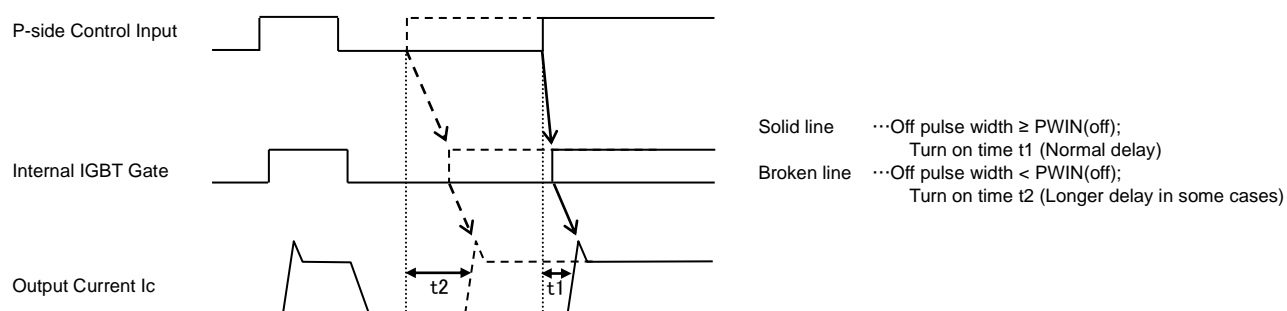 P-side Control Input
Internal IGBT Gate
Output Current Ic
t2
t1
Solid line …Off pulse width ≥ PWIN(off);
Turn on time t1 (Normal delay)
Broken line …Off pulse width < PWIN(off);
Turn on time t2 (Longer delay in some cases)